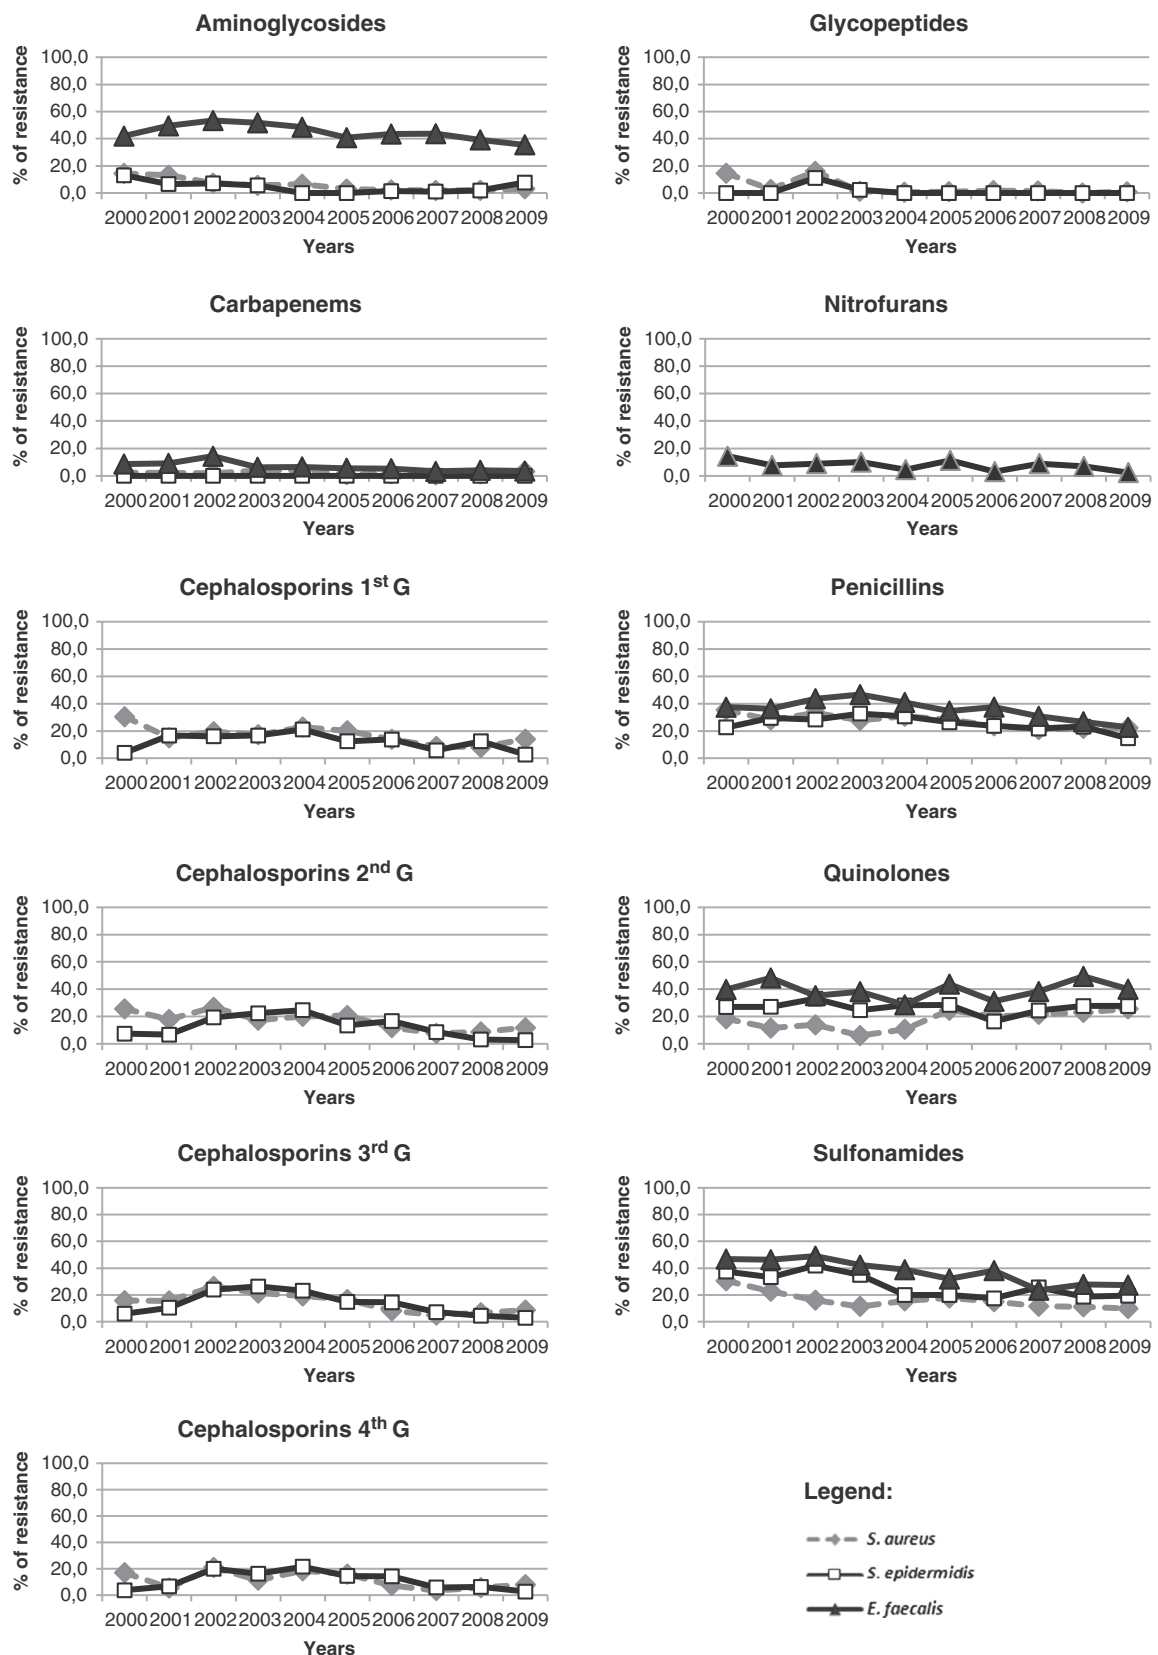 Aminoglycosides
% of resistance
100,0
80,0
60,0
40,0
20,0
0,0
2000 2001 2002 2003 2004 2005 2006 2007 2008 2009
Years
Glycopeptides
% of resistance
100,0
80,0
60,0
40,0
20,0
0,0
2000 2001 2002 2003 2004 2005 2006 2007 2008 2009
Years
Carbapenems
% of resistance
100,0
80,0
60,0
40,0
20,0
0,0
2000 2001 2002 2003 2004 2005 2006 2007 2008 2009
Years
Nitrofurans
% of resistance
100,0
80,0
60,0
40,0
20,0
0,0
2000 2001 2002 2003 2004 2005 2006 2007 2008 2009
Years
Cephalosporins 1st G
% of resistance
100,0
80,0
60,0
40,0
20,0
0,0
2000 2001 2002 2003 2004 2005 2006 2007 2008 2009
Years
Penicillins
% of resistance
100,0
80,0
60,0
40,0
20,0
0,0
2000 2001 2002 2003 2004 2005 2006 2007 2008 2009
Years
Cephalosporins 2nd G
% of resistance
100,0
80,0
60,0
40,0
20,0
0,0
2000 2001 2002 2003 2004 2005 2006 2007 2008 2009
Years
Quinolones
% of resistance
100,0
80,0
60,0
40,0
20,0
0,0
2000 2001 2002 2003 2004 2005 2006 2007 2008 2009
Years
Cephalosporins 3rd G
% of resistance
100,0
80,0
60,0
40,0
20,0
0,0
2000 2001 2002 2003 2004 2005 2006 2007 2008 2009
Years
Sulfonamides
% of resistance
100,0
80,0
60,0
40,0
20,0
0,0
2000 2001 2002 2003 2004 2005 2006 2007 2008 2009
Years
Cephalosporins 4th G
% of resistance
100,0
80,0
60,0
40,0
20,0
0,0
2000 2001 2002 2003 2004 2005 2006 2007 2008 2009
Years
Legend:
S. aureus
S. epidermidis
E. faecalis